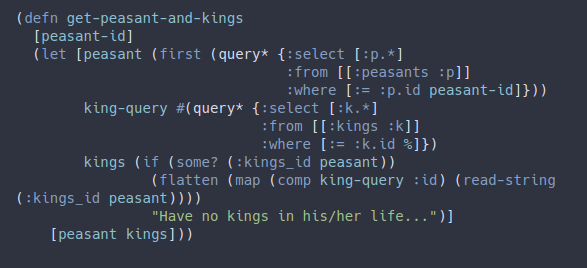 (defn get-peasant-and-kings
  [peasant-id]
  (let [peasant (first (query* {:select [:p.*]
                                :from [[:peasants :p]]
                                :where [:= :p.id peasant-id]}))
        king-query #(query* {:select [:k.*]
                             :from [[:kings :k]]
                             :where [:= :k.id %]})
        kings (if (some? (:kings_id peasant))
                (flatten (map (comp king-query :id) (read-string
(:kings_id peasant))))
                "Have no kings in his/her life...")]
    [peasant kings]))